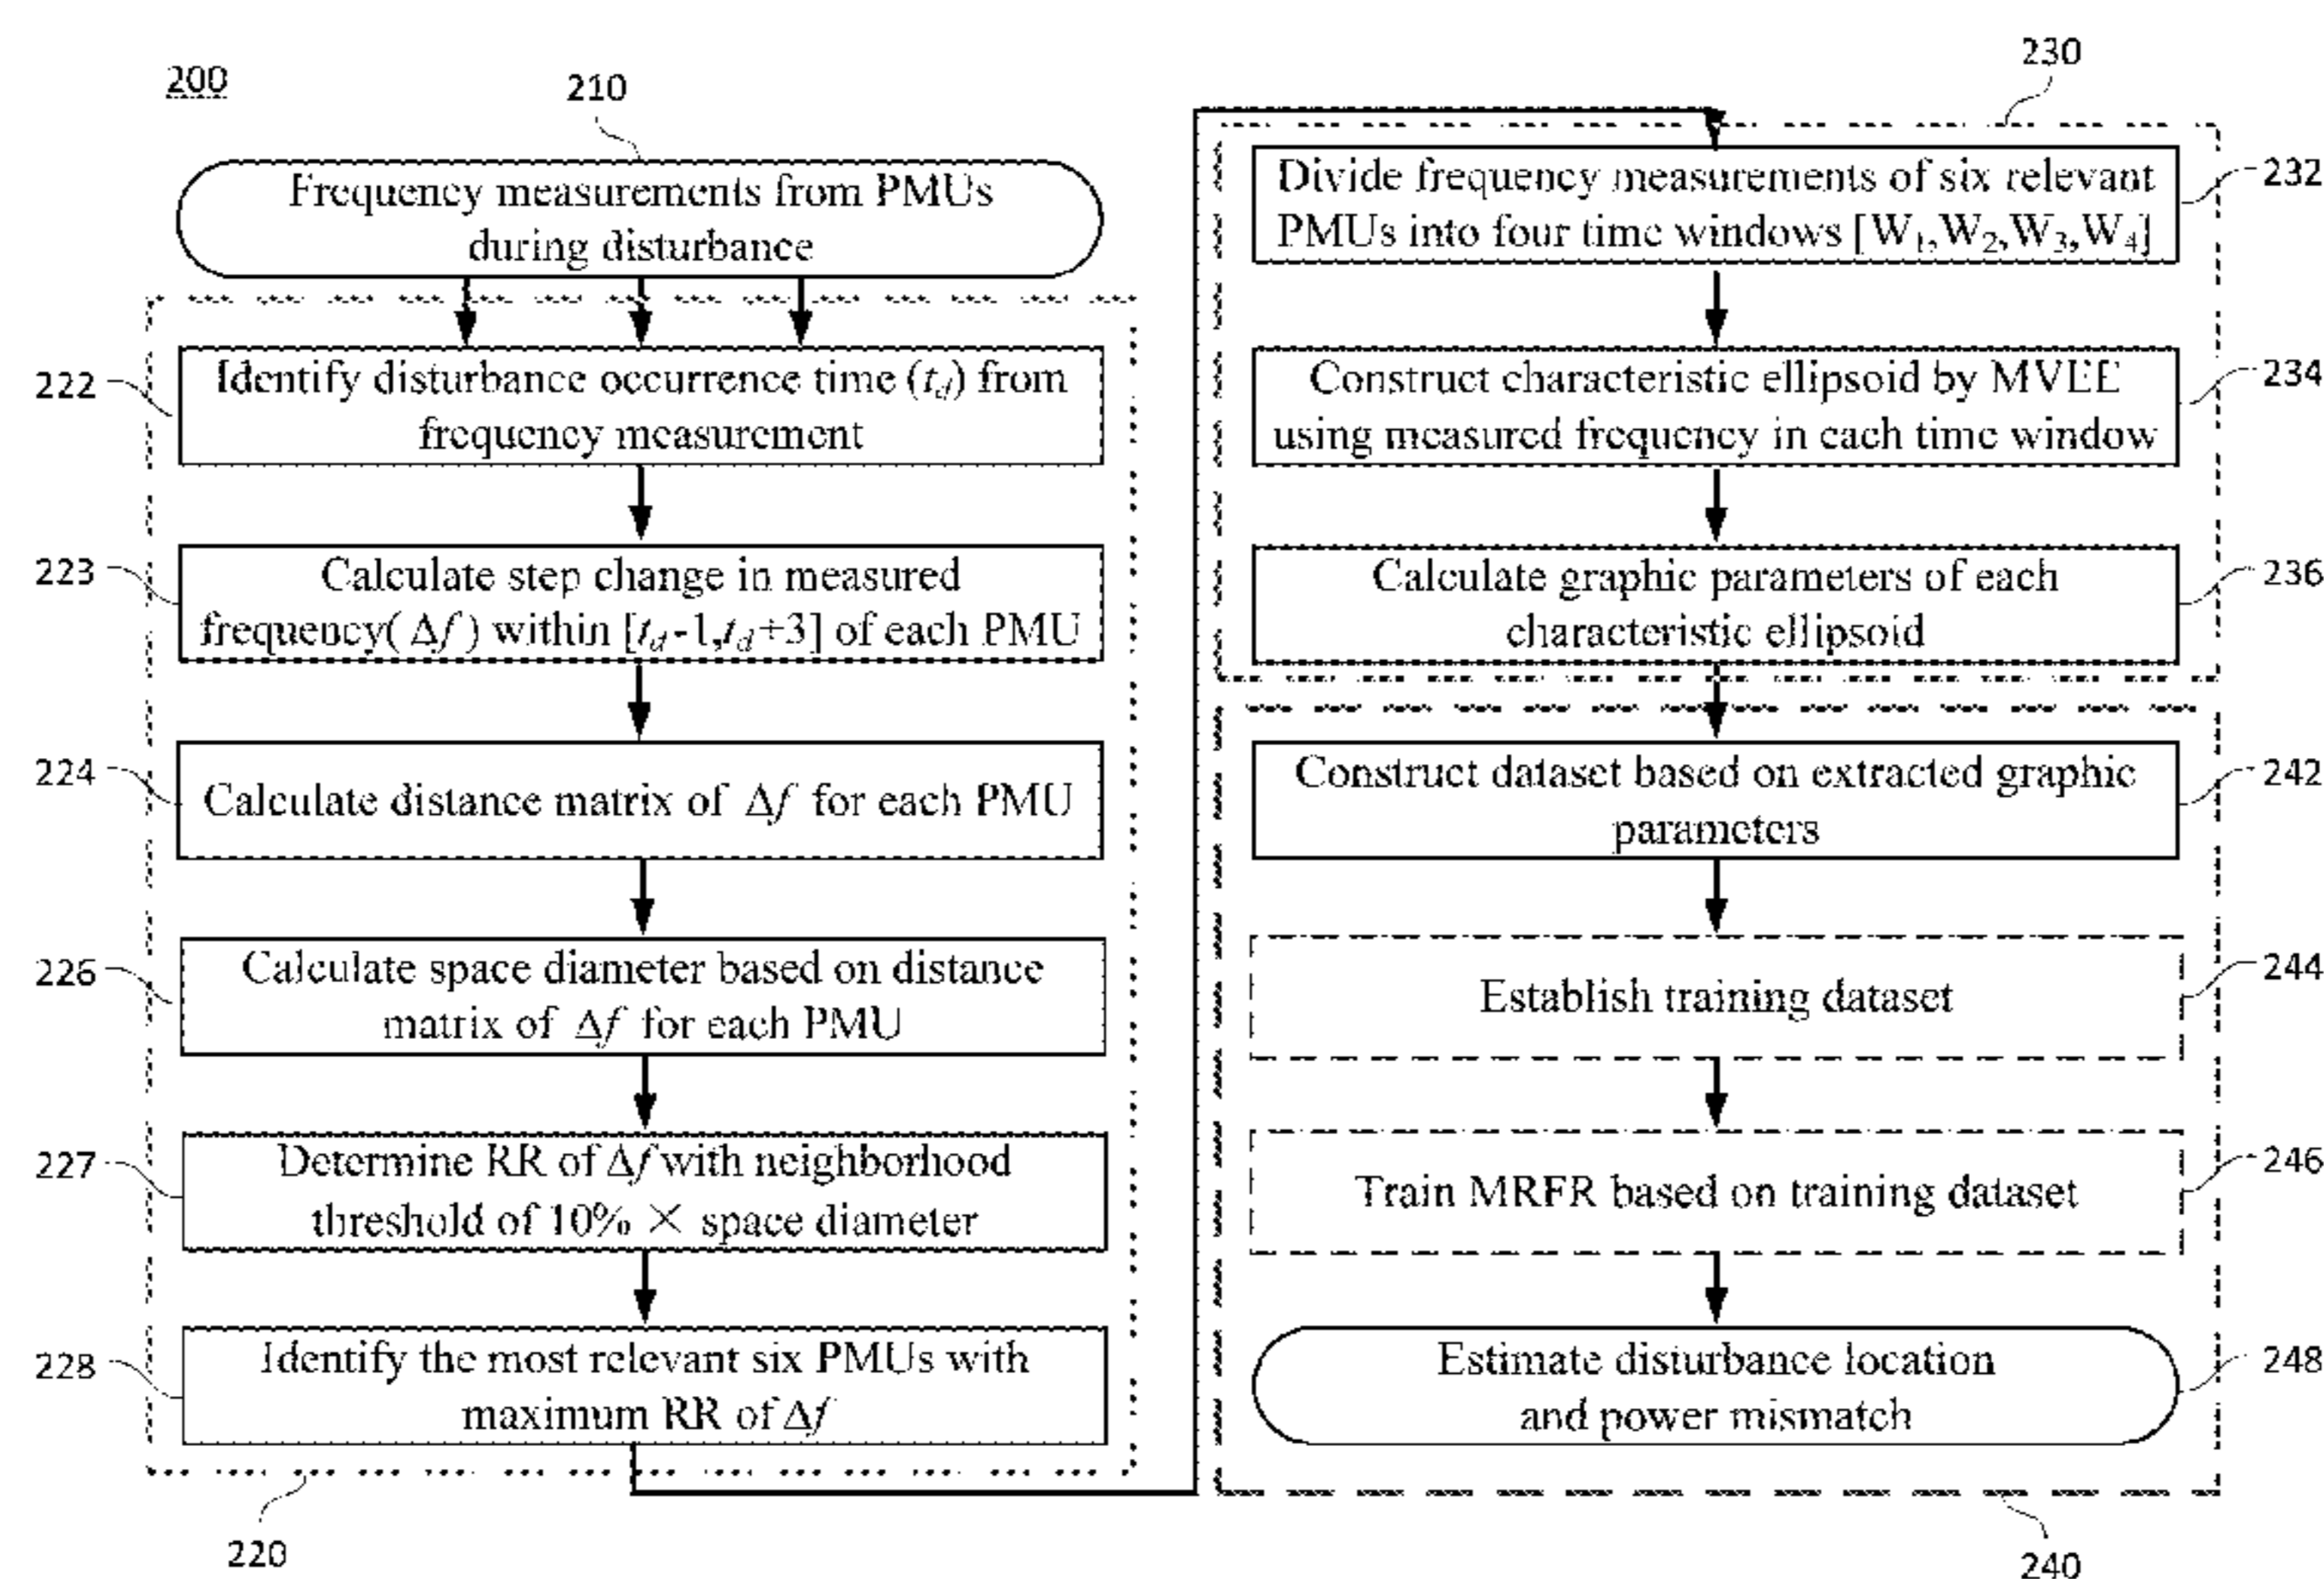 200
210
Frequency measurements from PMUs
during disturbance
222
Identify disturbance occurrence time (t_d) from
frequency measurement
223
Calculate step change in measured
frequency( Δf ) within [t_d-1,t_d+3] of each PMU
224
Calculate distance matrix of Δf for each PMU
226
Calculate space diameter based on distance
matrix of Δf for each PMU
227
Determine RR of Δf with neighborhood
threshold of 10% × space diameter
228
Identify the most relevant six PMUs with
maximum RR of Δf
220
230
Divide frequency measurements of six relevant
PMUs into four time windows [W₁,W₂,W₃,W₄]
232
Construct characteristic ellipsoid by MVEE
using measured frequency in each time window
234
Calculate graphic parameters of each
characteristic ellipsoid
236
Construct dataset based on extracted graphic
parameters
242
Establish training dataset
244
Train MRFR based on training dataset
246
Estimate disturbance location
and power mismatch
248
240